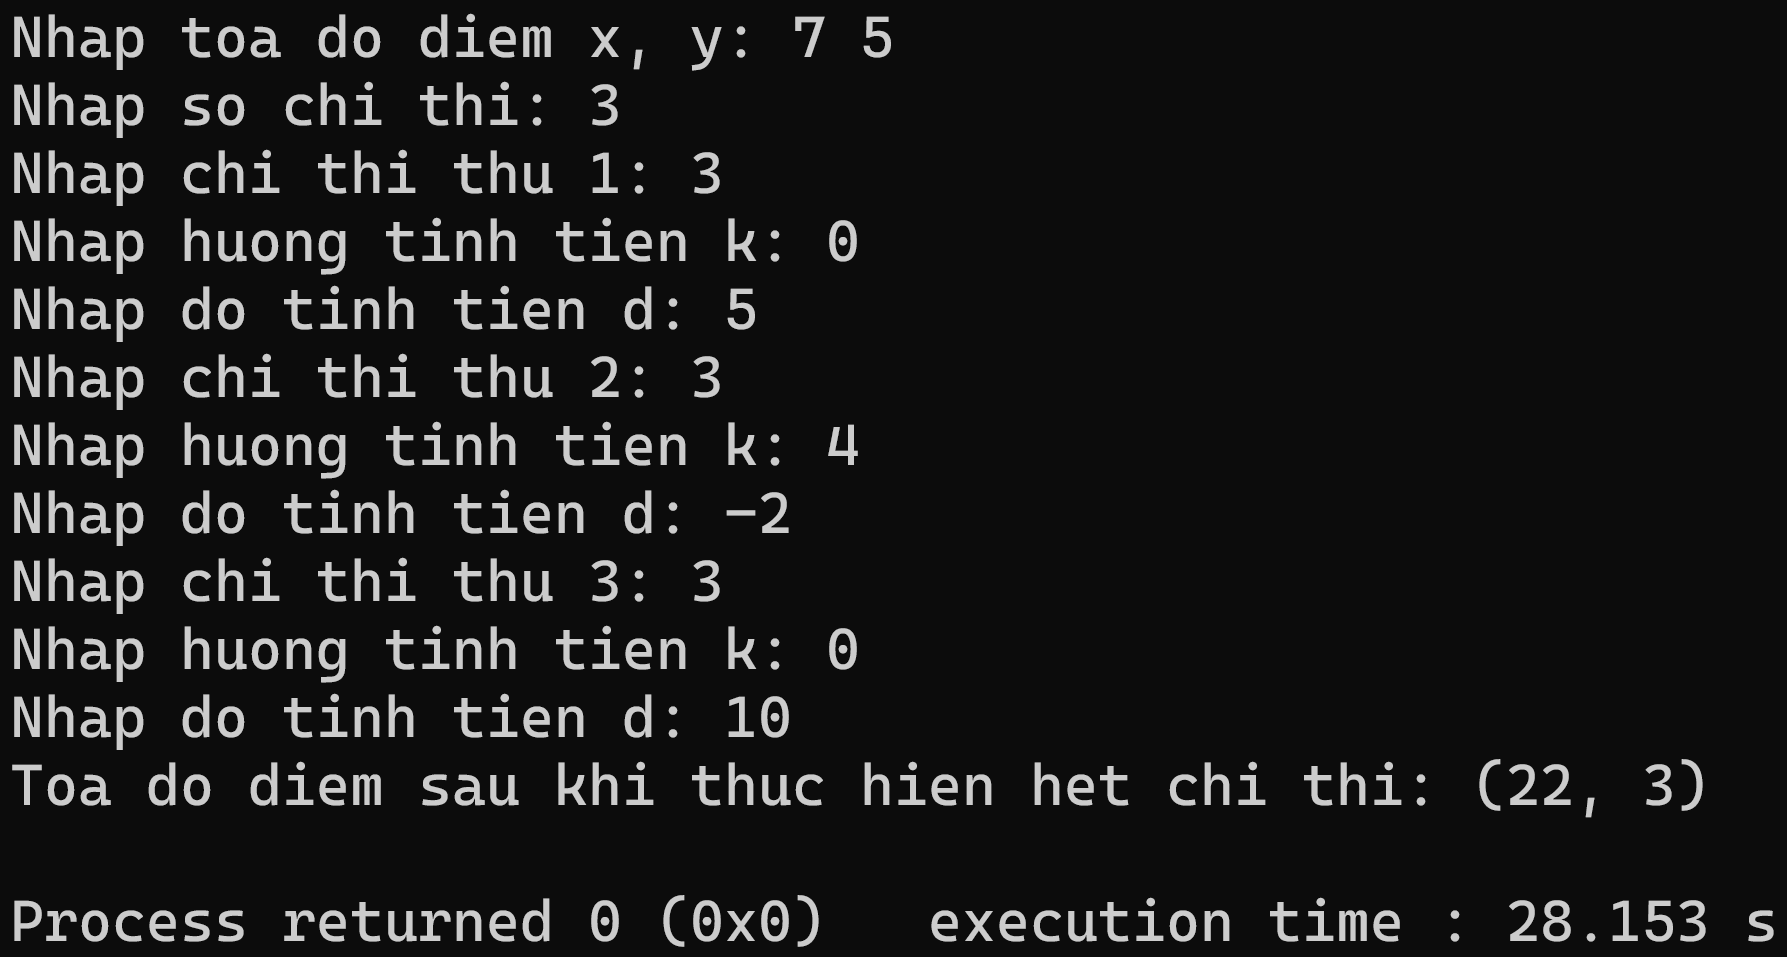 Nhap toa do diem x, y: 7 5
Nhap so chi thi: 3
Nhap chi thi thu 1: 3
Nhap huong tinh tien k: 0
Nhap do tinh tien d: 5
Nhap chi thi thu 2: 3
Nhap huong tinh tien k: 4
Nhap do tinh tien d: -2
Nhap chi thi thu 3: 3
Nhap huong tinh tien k: 0
Nhap do tinh tien d: 10
Toa do diem sau khi thuc hien het chi thi: (22, 3)
Process returned 0 (0x0)   execution time : 28.153 s